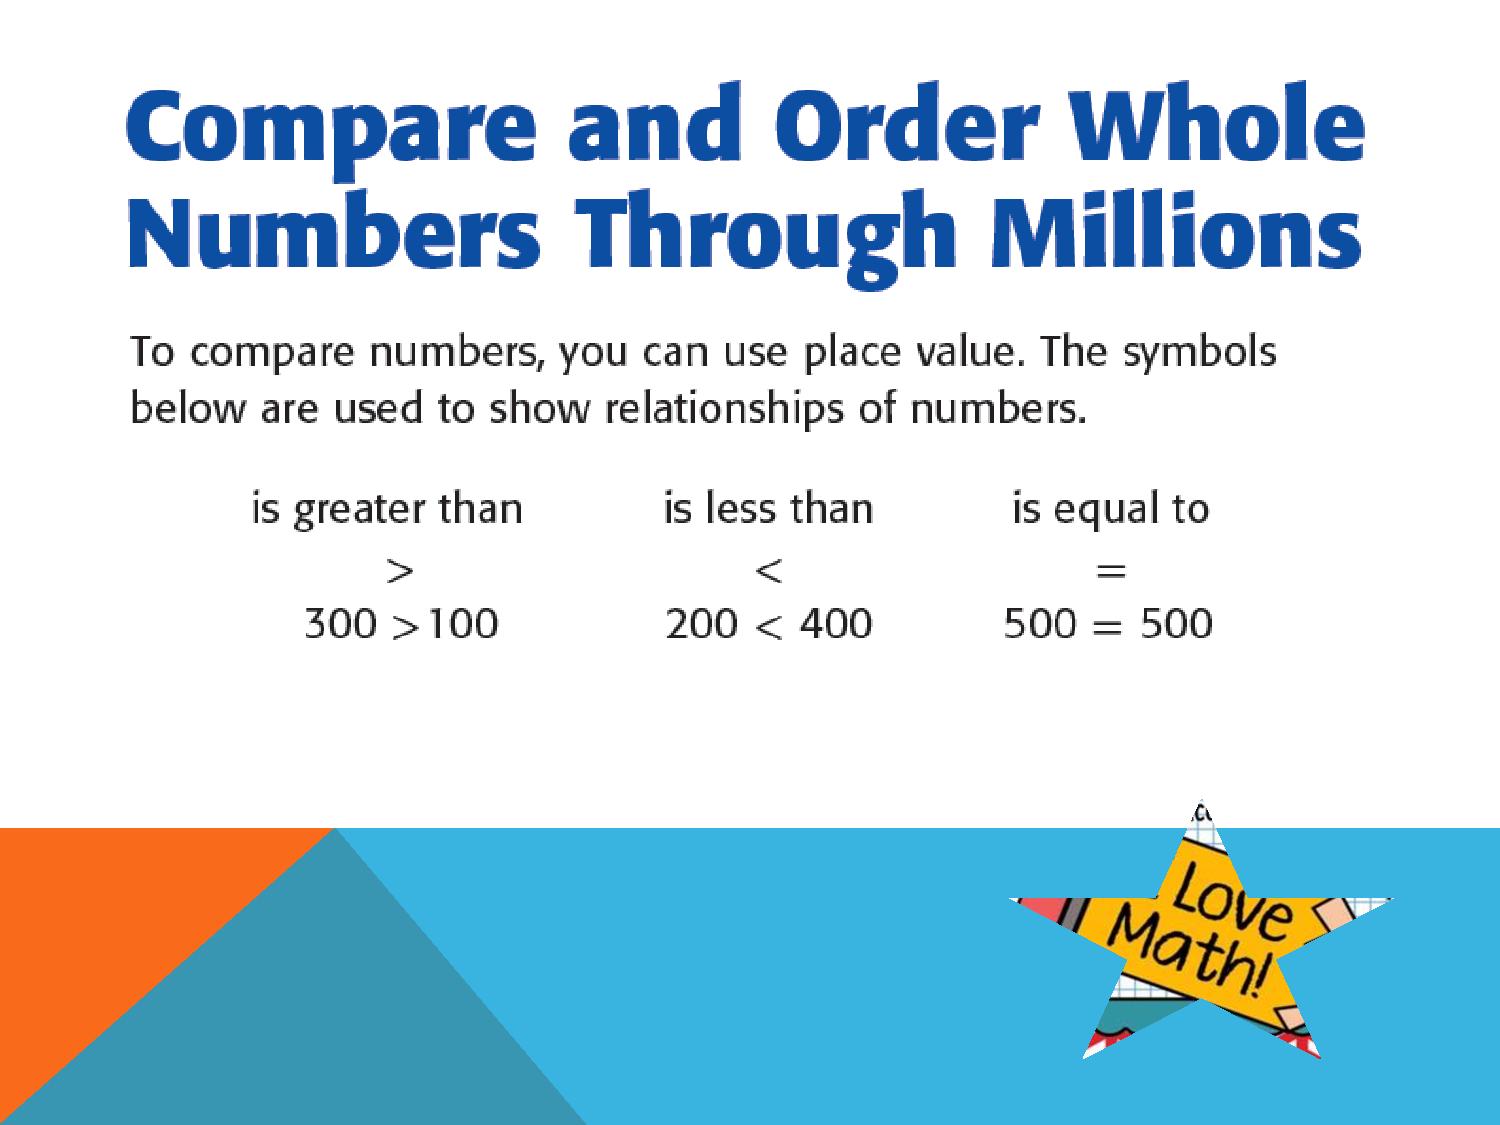 Compare and Order Whole
Numbers Through Millions
To compare numbers, you can use place value. The symbols
below are used to show relationships of numbers.
is greater than is less than is equal to
> < =
300 >100 200 < 400 500 = 500
Love
Math!